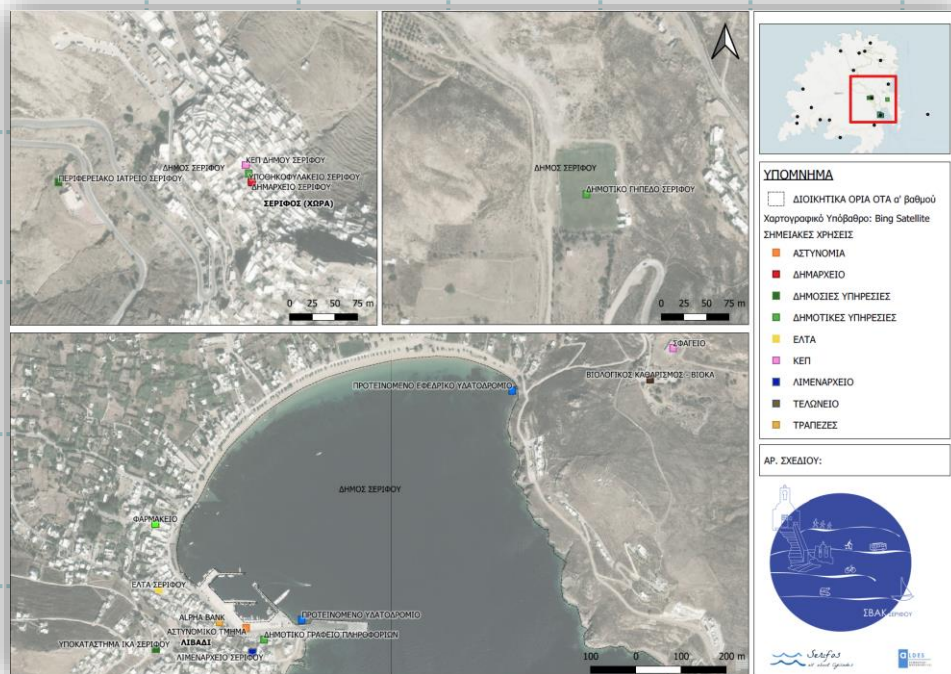 ΚΕΠ ΔΗΜΟΥ ΣΕΡΙΦΟΥ
ΔΗΜΟΣ ΣΕΡΙΦΟΥ
ΠΕΡΙΦΕΡΕΙΑΚΟ ΙΑΤΡΕΙΟ ΣΕΡΙΦΟΥ
ΥΠΟΘΗΚΟΦΥΛΑΚΕΙΟ ΣΕΡΙΦΟΥ
ΔΗΜΑΡΧΕΙΟ ΣΕΡΙΦΟΥ
ΣΕΡΙΦΟΣ (ΧΩΡΑ)
0 25 50 75 m
ΔΗΜΟΣ ΣΕΡΙΦΟΥ
ΔΗΜΟΤΙΚΟ ΓΗΠΕΔΟ ΣΕΡΙΦΟΥ
0 25 50 75 m
ΣΦΑΓΕΙΟ
ΒΙΟΛΟΓΙΚΟΣ ΚΑΘΑΡΙΣΜΟΣ - ΒΙΟΚΑ
ΠΡΟΤΕΙΝΟΜΕΝΟ ΕΦΕΔΡΙΚΟ ΥΔΑΤΟΔΡΟΜΙΟ
ΔΗΜΟΣ ΣΕΡΙΦΟΥ
ΦΑΡΜΑΚΕΙΟ
ΕΛΤΑ ΣΕΡΙΦΟΥ
ALPHA BANK
ΠΡΟΤΕΙΝΟΜΕΝΟ ΥΔΑΤΟΔΡΟΜΙΟ
ΑΣΤΥΝΟΜΙΚΟ ΤΜΗΜΑ
ΔΗΜΟΤΙΚΟ ΓΡΑΦΕΙΟ ΠΛΗΡΟΦΟΡΙΩΝ
ΥΠΟΚΑΤΑΣΤΗΜΑ ΙΚΑ ΣΕΡΙΦΟΥ
ΛΙΒΑΔΙ
ΛΙΜΕΝΑΡΧΕΙΟ ΣΕΡΙΦΟΥ
100 0 100 200 m
ΥΠΟΜΝΗΜΑ
ΔΙΟΙΚΗΤΙΚΑ ΟΡΙΑ ΟΤΑ α' βαθμού
Χαρτογραφικό Υπόβαθρο: Bing Satellite
ΣΗΜΕΙΑΚΕΣ ΧΡΗΣΕΙΣ
ΑΣΤΥΝΟΜΙΑ
ΔΗΜΑΡΧΕΙΟ
ΔΗΜΟΣΙΕΣ ΥΠΗΡΕΣΙΕΣ
ΔΗΜΟΤΙΚΕΣ ΥΠΗΡΕΣΙΕΣ
ΕΛΤΑ
ΚΕΠ
ΛΙΜΕΝΑΡΧΕΙΟ
ΤΕΛΩΝΕΙΟ
ΤΡΑΠΕΖΕΣ
ΑΡ. ΣΧΕΔΙΟΥ:
ΣΒΑΚ ΣΕΡΙΦΟΥ
Serifos